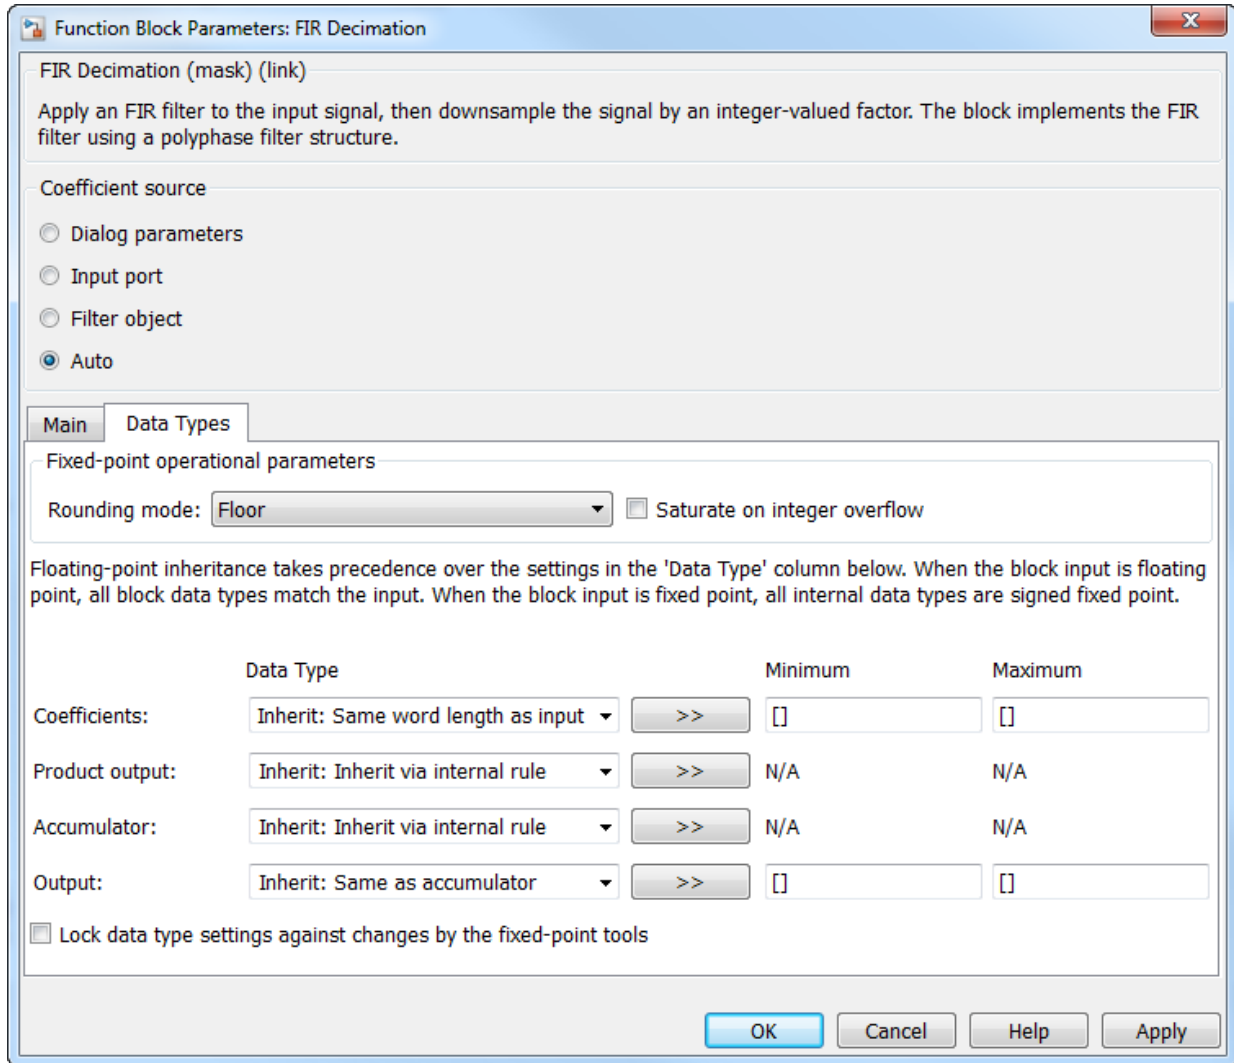 Function Block Parameters: FIR Decimation
X
FIR Decimation (mask) (link)
Apply an FIR filter to the input signal, then downsample the signal by an integer-valued factor. The block implements the FIR
filter using a polyphase filter structure.
Coefficient source
Dialog parameters
Input port
Filter object
Auto
Main Data Types
Fixed-point operational parameters
Rounding mode: Floor Saturate on integer overflow
Floating-point inheritance takes precedence over the settings in the 'Data Type' column below. When the block input is floating
point, all block data types match the input. When the block input is fixed point, all internal data types are signed fixed point.
Data Type Minimum Maximum
Coefficients: Inherit: Same word length as input >> [] []
Product output: Inherit: Inherit via internal rule >> N/A N/A
Accumulator: Inherit: Inherit via internal rule >> N/A N/A
Output: Inherit: Same as accumulator >> [] []
Lock data type settings against changes by the fixed-point tools
OK Cancel Help Apply